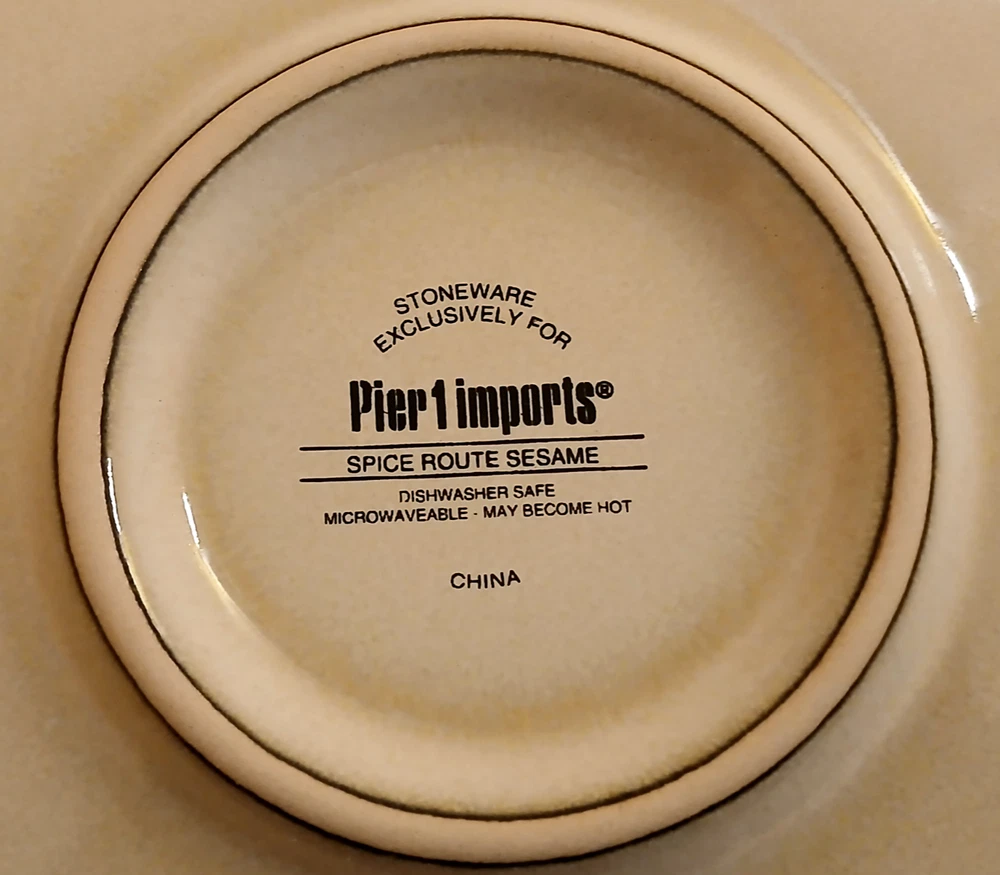 STONEWARE
EXCLUSIVELY FOR
Pier 1 imports®
SPICE ROUTE SESAME
DISHWASHER SAFE
MICROWAVEABLE - MAY BECOME HOT
CHINA